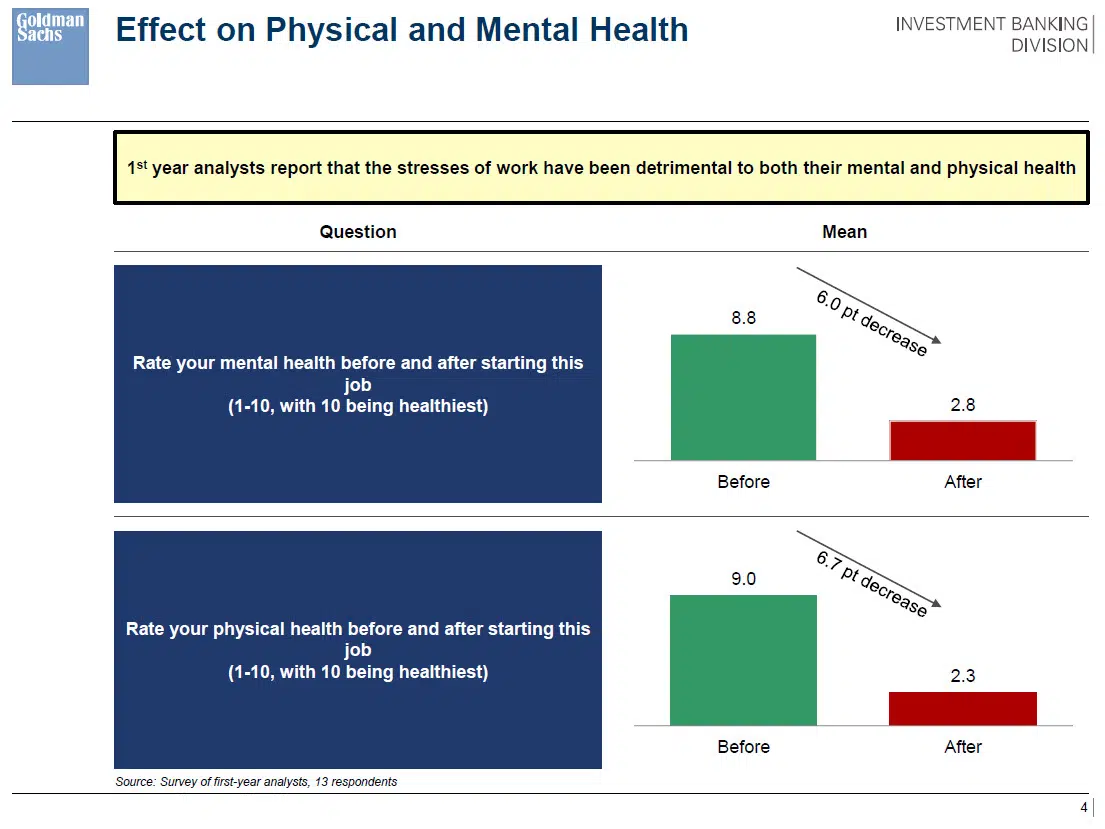 Goldman
Sachs
Effect on Physical and Mental Health
INVESTMENT BANKING
DIVISION
1st year analysts report that the stresses of work have been detrimental to both their mental and physical health
Question
Mean
Rate your mental health before and after starting this
job
(1-10, with 10 being healthiest)
6.0 pt decrease
8.8
2.8
Before
After
Rate your physical health before and after starting this
job
(1-10, with 10 being healthiest)
6.7 pt decrease
9.0
2.3
Before
After
Source: Survey of first-year analysts, 13 respondents
4